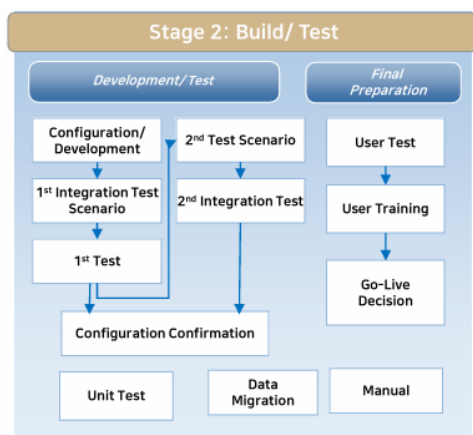 Stage 2: Build/ Test
Development/Test
Final
Preparation
Configuration/
Development
1st Integration Test
Scenario
1st Test
2nd Test Scenario
2nd Integration Test
Configuration Confirmation
User Test
User Training
Go-Live
Decision
Unit Test
Data
Migration
Manual